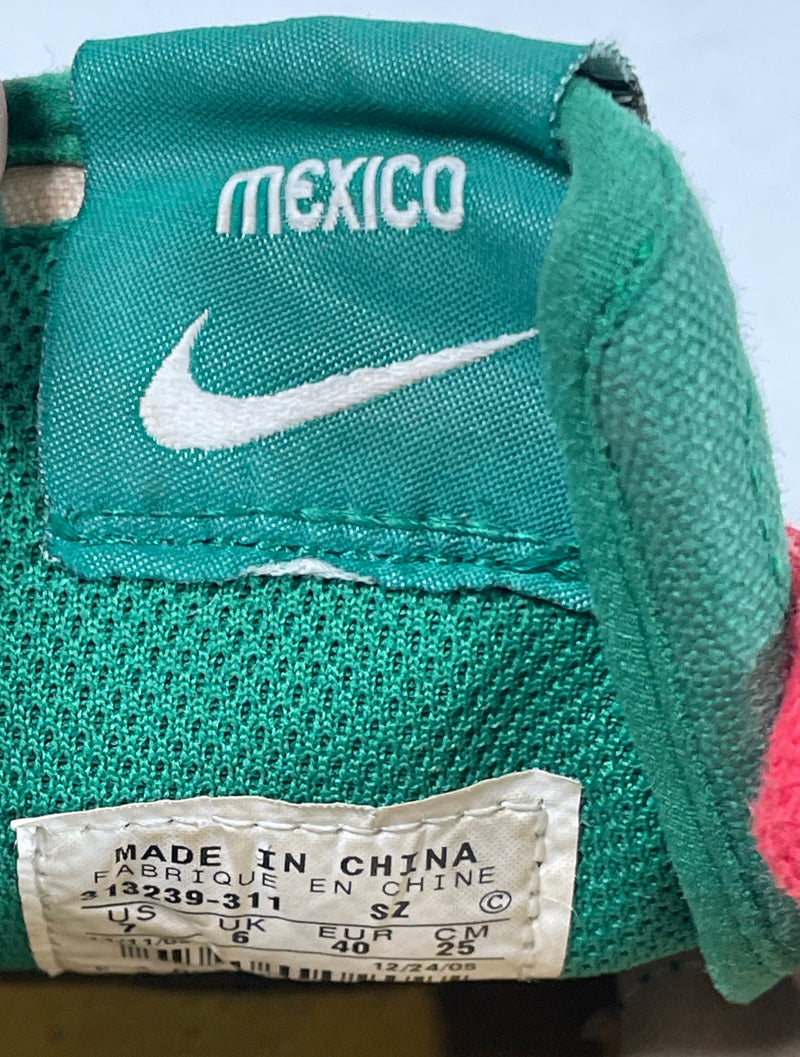 MEXICO
MADE IN CHINA
FABRIQUE EN CHINE
313239-311 SZ ©
US UK EUR CM
7 6 40 25
12/24/05